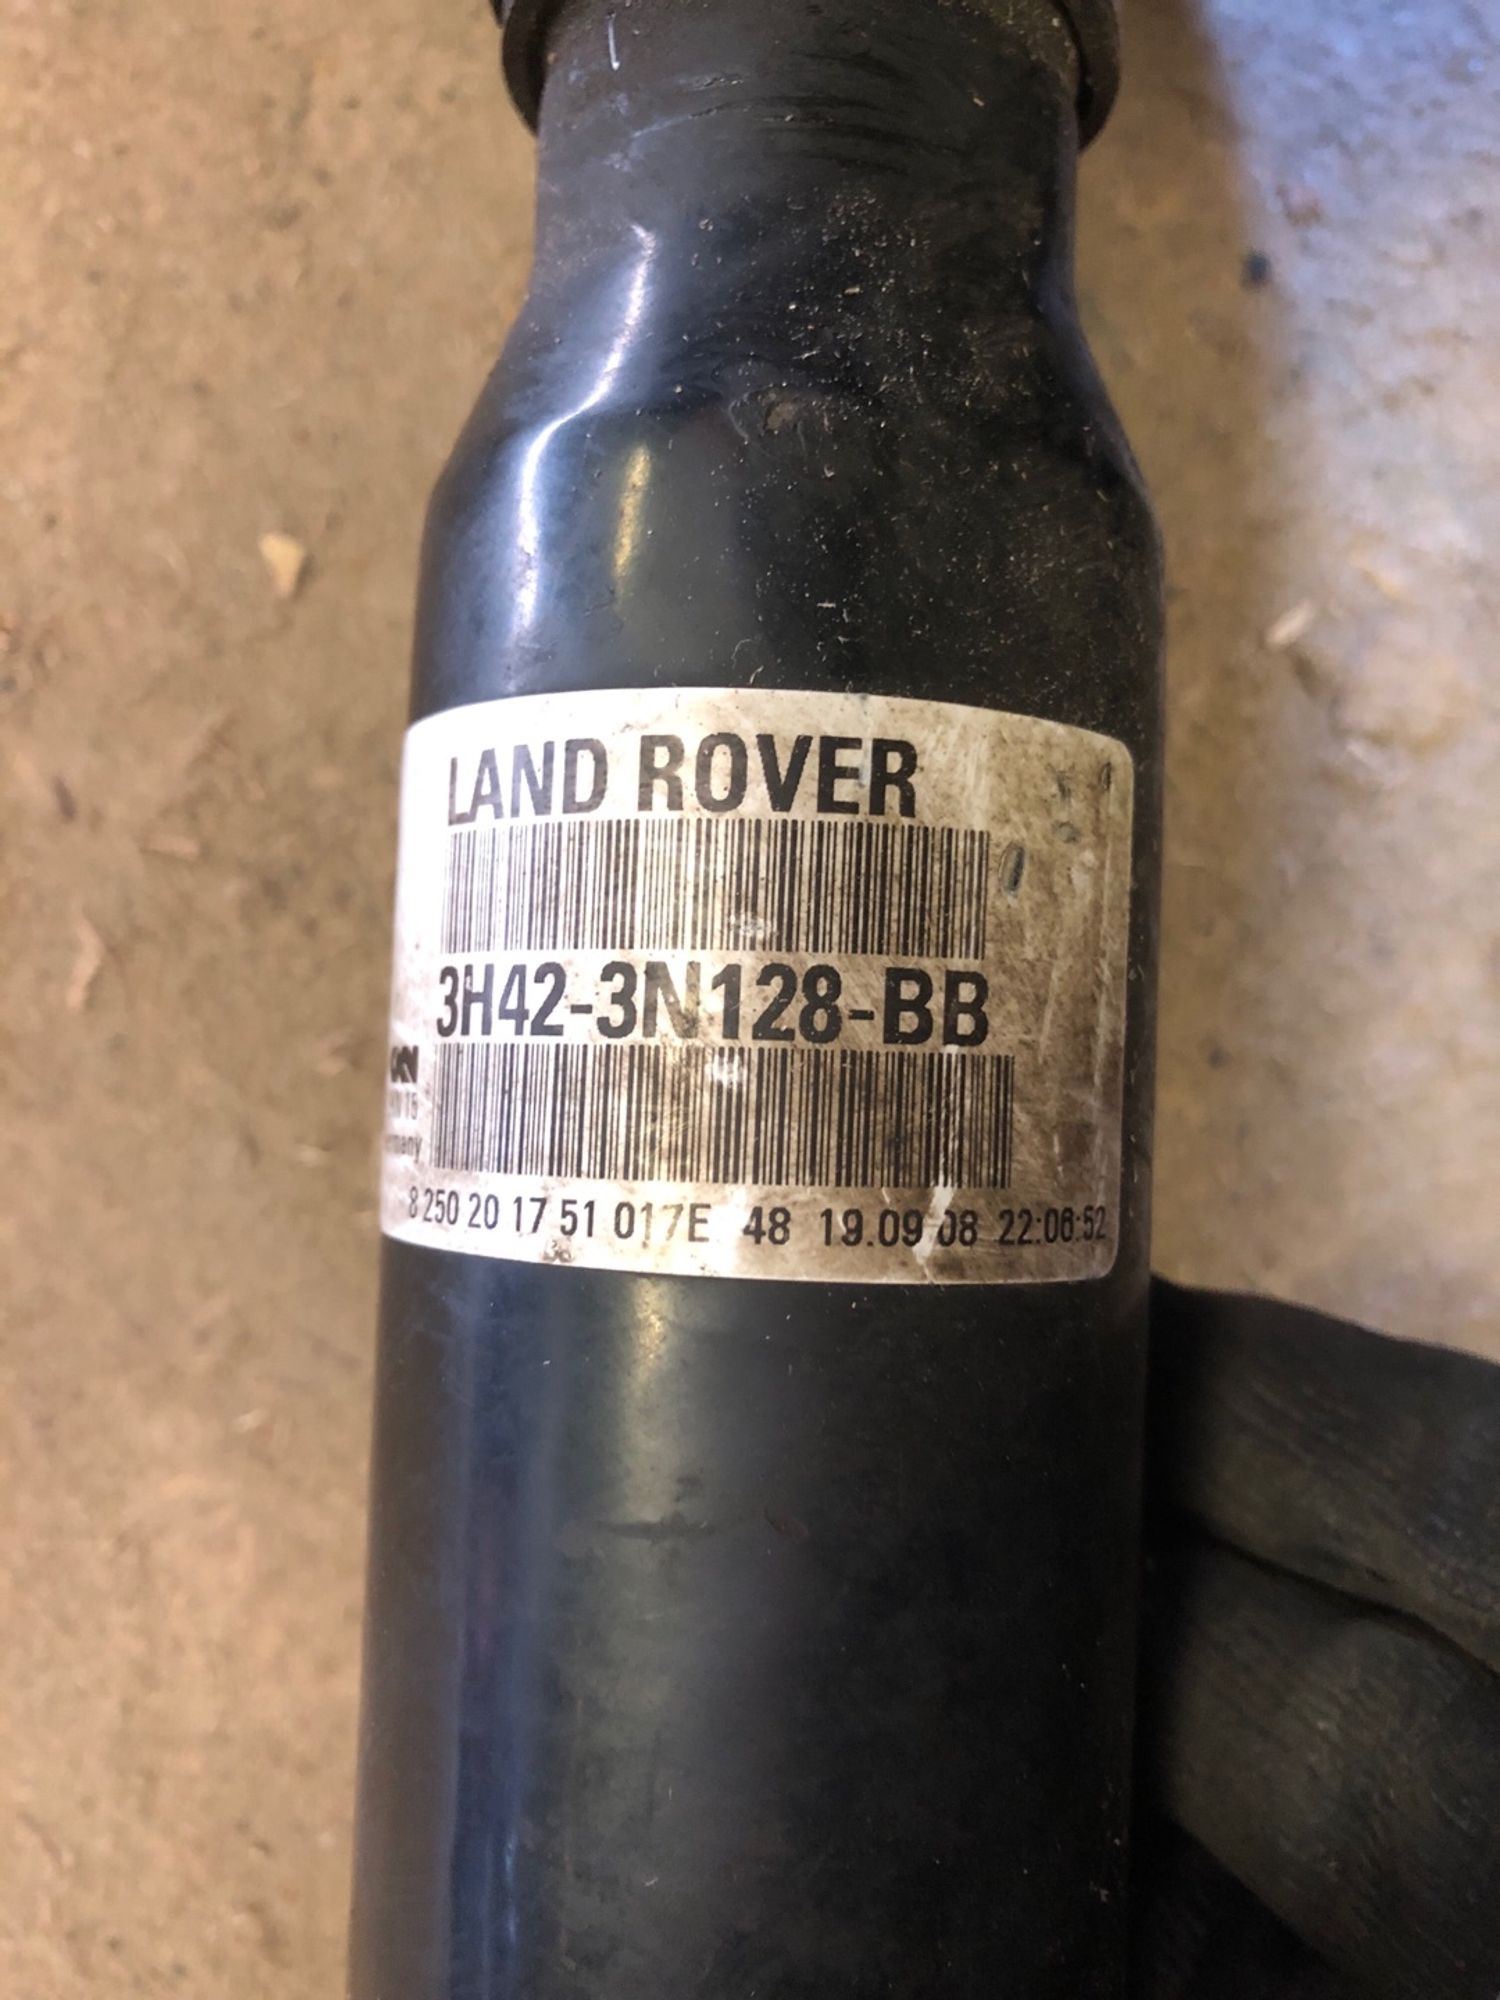 LAND ROVER
3H42-3N128-BB
8 250 20 17 51 017E 48 19.09 08 22:06:52